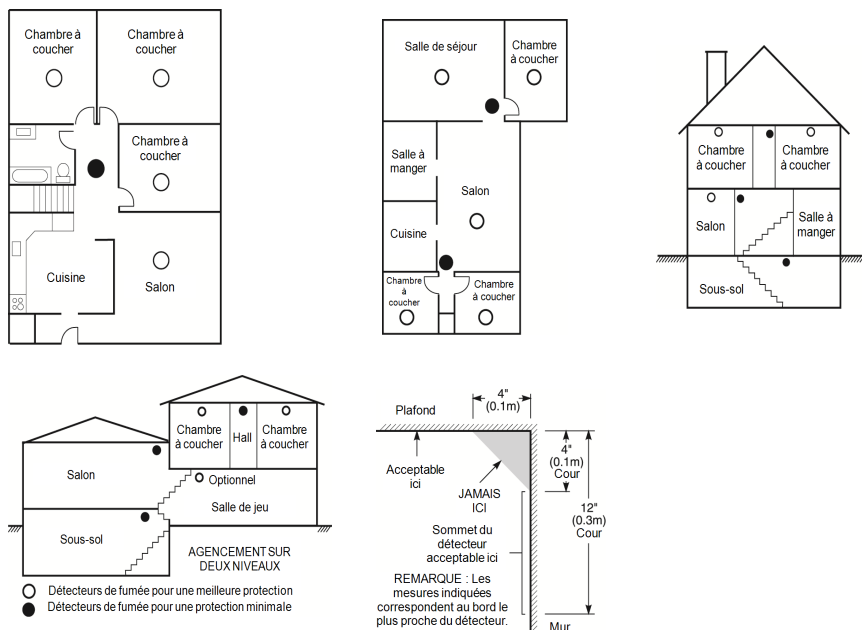 Chambre à
coucher
Chambre à
coucher
Chambre à
coucher
Cuisine
Salon
Salle de séjour
Chambre
à coucher
Salle à
manger
Salon
Cuisine
Chambre
à
coucher
Chambre
à coucher
Chambre
à coucher
Chambre
à coucher
Salon
Salle à
manger
Sous-sol
Chambre
à coucher
Hall
Chambre
à coucher
Salon
Optionnel
Salle de jeu
Sous-sol
AGENCEMENT SUR
DEUX NIVEAUX
Détecteurs de fumée pour une meilleure protection
Détecteurs de fumée pour une protection minimale
4"
(0.1m)
Plafond
Acceptable
ici
JAMAIS
ICI
4"
(0.1m)
Cour
12"
(0.3m)
Cour
Sommet du
détecteur
acceptable ici
REMARQUE : Les
mesures indiquées
correspondent au bord le
plus proche du détecteur.
Mur